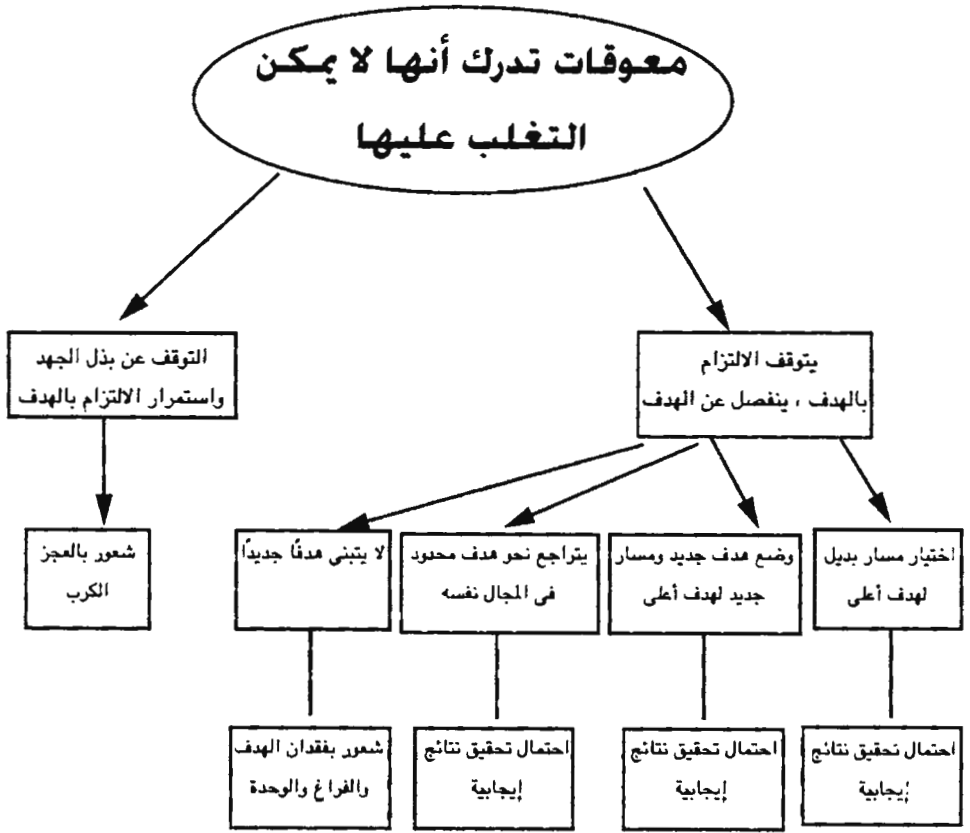 معوقات تدرك أنها لا يمكن
التغلب عليها
يتوقف الالتزام
بالهدف ، ينفصل عن الهدف
التوقف عن بذل الجهد
واستمرار الالتزام بالهدف
اختيار مسار بديل
لهدف أعلى
وضع هدف جديد ومسار
جديد لهدف أعلى
يتراجع نحو هدف محدود
فى المجال نفسه
لا يتبنى هدفًا جديدًا
شعور بالعجز
الكرب
احتمال تحقيق نتائج
إيجابية
احتمال تحقيق نتائج
إيجابية
احتمال تحقيق نتائج
إيجابية
شعور بفقدان الهدف
والفراغ والوحدة